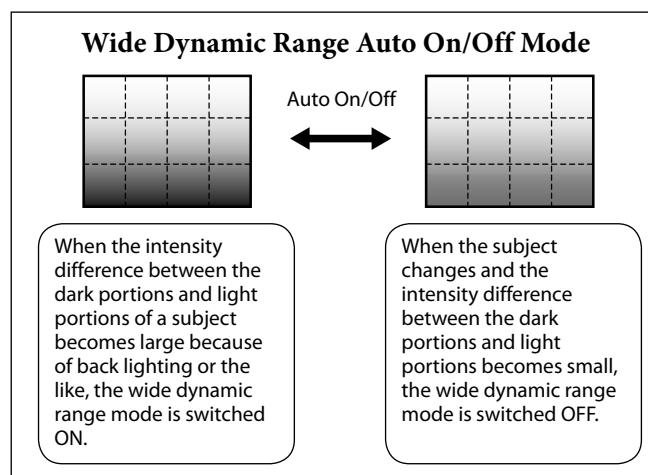 Wide Dynamic Range Auto On/Off Mode
Auto On/Off
When the intensity
difference between the
dark portions and light
portions of a subject
becomes large because
of back lighting or the
like, the wide dynamic
range mode is switched
ON.
When the subject
changes and the
intensity difference
between the dark
portions and light
portions becomes small,
the wide dynamic range
mode is switched OFF.